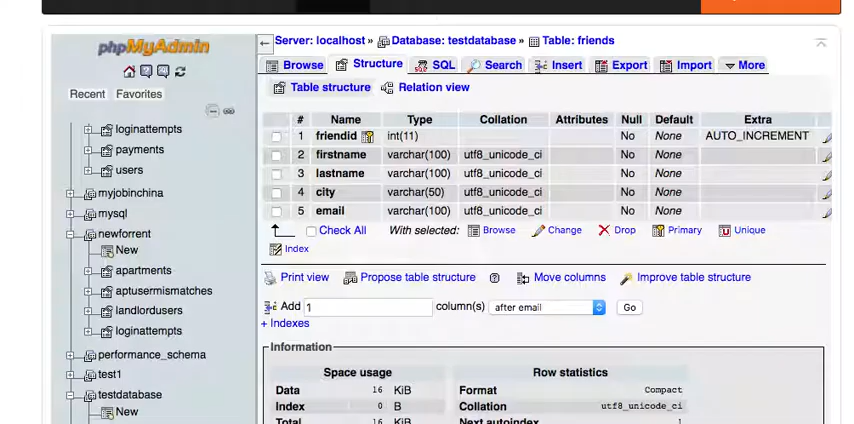 phpMyAdmin
Recent Favorites
loginattempts
payments
users
myjobinchina
mysql
newforrent
New
apartments
aptusermismatches
landlordusers
loginattempts
performance_schema
test1
testdatabase
New
Server: localhost » Database: testdatabase » Table: friends
Browse Structure SQL Search Insert Export Import More
Table structure Relation view
# Name Type Collation Attributes Null Default Extra
1 friendid int(11) No None AUTO_INCREMENT
2 firstname varchar(100) utf8_unicode_ci No None
3 lastname varchar(100) utf8_unicode_ci No None
4 city varchar(50) utf8_unicode_ci No None
5 email varchar(100) utf8_unicode_ci No None
Check All With selected: Browse Change Drop Primary Unique
Index
Print view Propose table structure Move columns Improve table structure
Add 1 column(s) after email Go
+ Indexes
Information
Space usage Row statistics
Data 16 KiB Format Compact
Index 0 B Collation utf8_unicode_ci
Total 16 KiB Next autoindex 1